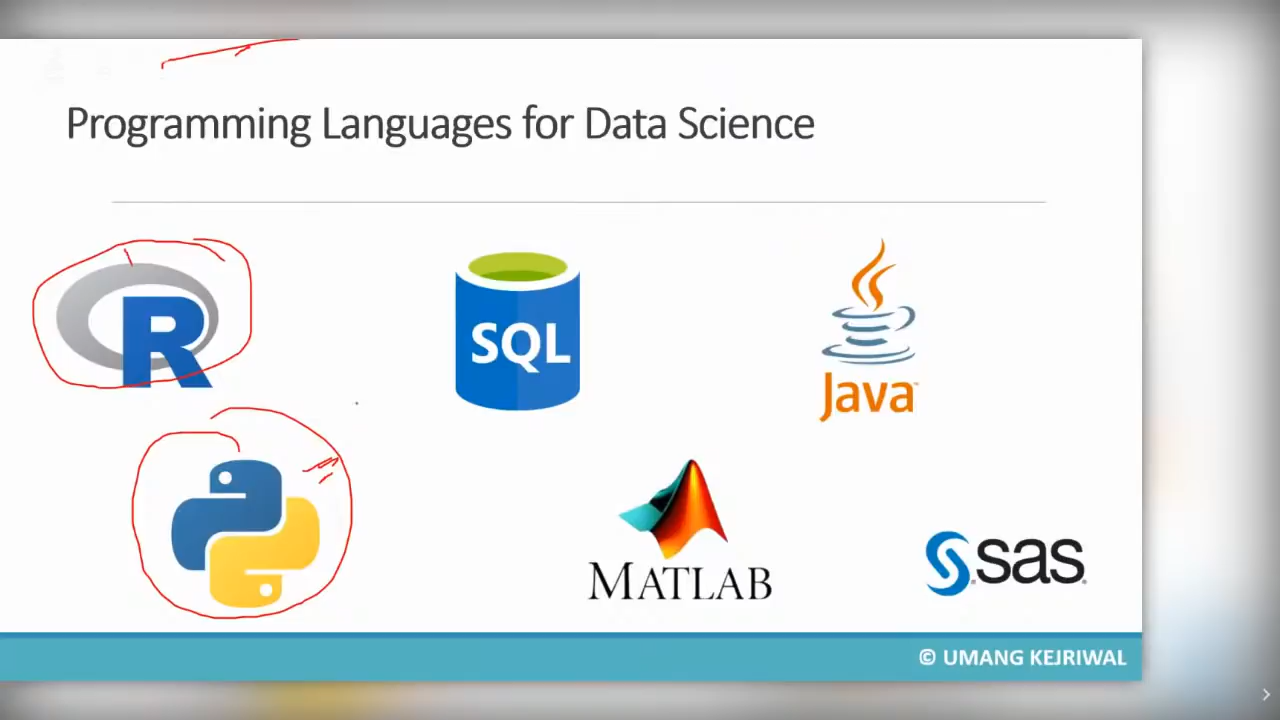 Programming Languages for Data Science
R
SQL
Java
MATLAB
sas
© UMANG KEJRIWAL